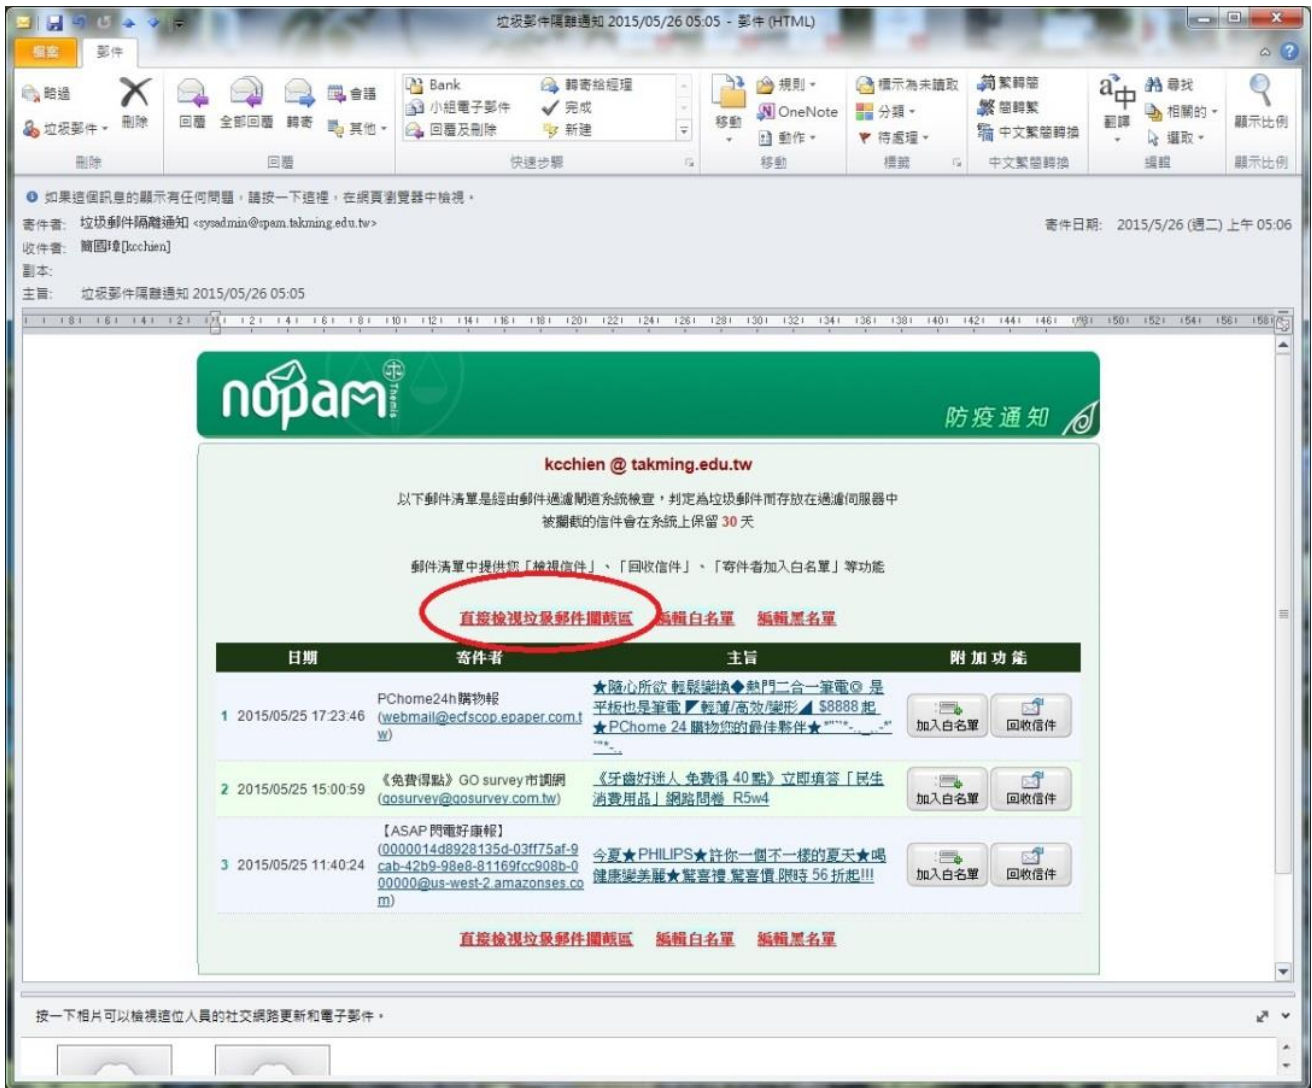 垃圾郵件隔離通知 2015/05/26 05:05 - 郵件 (HTML)
檔案 郵件
略過
垃圾郵件
刪除
刪除
回覆
全部回覆
轉寄
會議
其他
回覆
Bank
小組電子郵件
回覆及刪除
轉寄給經理
完成
新建
快速步驟
移動
規則
OneNote
動作
移動
標示為未讀取
分類
待處理
標籤
簡 繁轉簡
繁 簡轉繁
中文繁簡轉換
中文繁簡轉換
翻譯
尋找
相關的
選取
編輯
顯示比例
顯示比例
如果這個訊息的顯示有任何問題，請按一下這裡，在網頁瀏覽器中檢視。
寄件者: 垃圾郵件隔離通知 <sysadmin@spam.takming.edu.tw>
寄件日期: 2015/5/26 (週二) 上午 05:06
收件者: 簡國璋[kcchien]
副本:
主旨: 垃圾郵件隔離通知 2015/05/26 05:05
nopam Themis
防疫通知
kcchien @ takming.edu.tw
以下郵件清單是經由郵件過濾閘道系統檢查，判定為垃圾郵件而存放在過濾伺服器中
被攔截的信件會在系統上保留 30 天
郵件清單中提供您「檢視信件」、「回收信件」、「寄件者加入白名單」等功能
直接檢視垃圾郵件攔截區 編輯白名單 編輯黑名單
日期 寄件者 主旨 附加功能
1 2015/05/25 17:23:46
PChome24h購物報
(webmail@ecfscop.epaper.com.t
w)
★隨心所欲 輕鬆變換◆熱門二合一筆電◎ 是
平板也是筆電◤輕薄/高效/變形◢ $8888 起
★PChome 24 購物您的最佳夥伴★*"¨¨*-.,_,.-*'
¨¨*-..
加入白名單 回收信件
2 2015/05/25 15:00:59
《免費得點》GO survey市調網
(gosurvey@gosurvey.com.tw)
《牙齒好迷人 免費得 40 點》立即填答「民生
消費用品」網路問卷 R5w4
加入白名單 回收信件
3 2015/05/25 11:40:24
【ASAP閃電好康報】
(0000014d8928135d-03ff75af-9
cab-42b9-98e8-81169fcc908b-0
00000@us-west-2.amazonses.co
m)
今夏★PHILIPS★許你一個不一樣的夏天★喝
健康變美麗★驚喜禮 驚喜價.限時 56 折起!!!
加入白名單 回收信件
直接檢視垃圾郵件攔截區 編輯白名單 編輯黑名單
按一下相片可以檢視這位人員的社交網路更新和電子郵件。